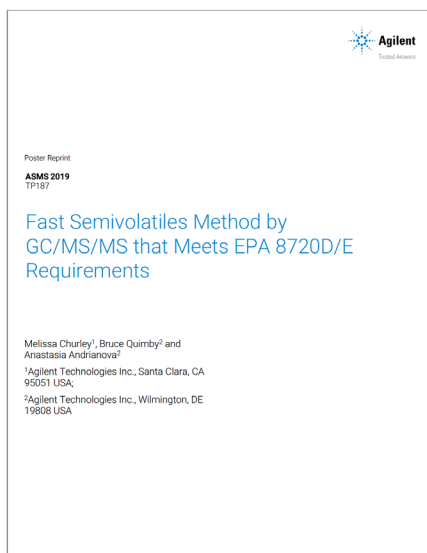 Agilent
Trusted Answers
Poster Reprint
ASMS 2019
TP187
Fast Semivolatiles Method by
GC/MS/MS that Meets EPA 8720D/E
Requirements
Melissa Churley¹, Bruce Quimby² and
Anastasia Andrianova²
¹Agilent Technologies Inc., Santa Clara, CA
95051 USA;
²Agilent Technologies Inc., Wilmington, DE
19808 USA